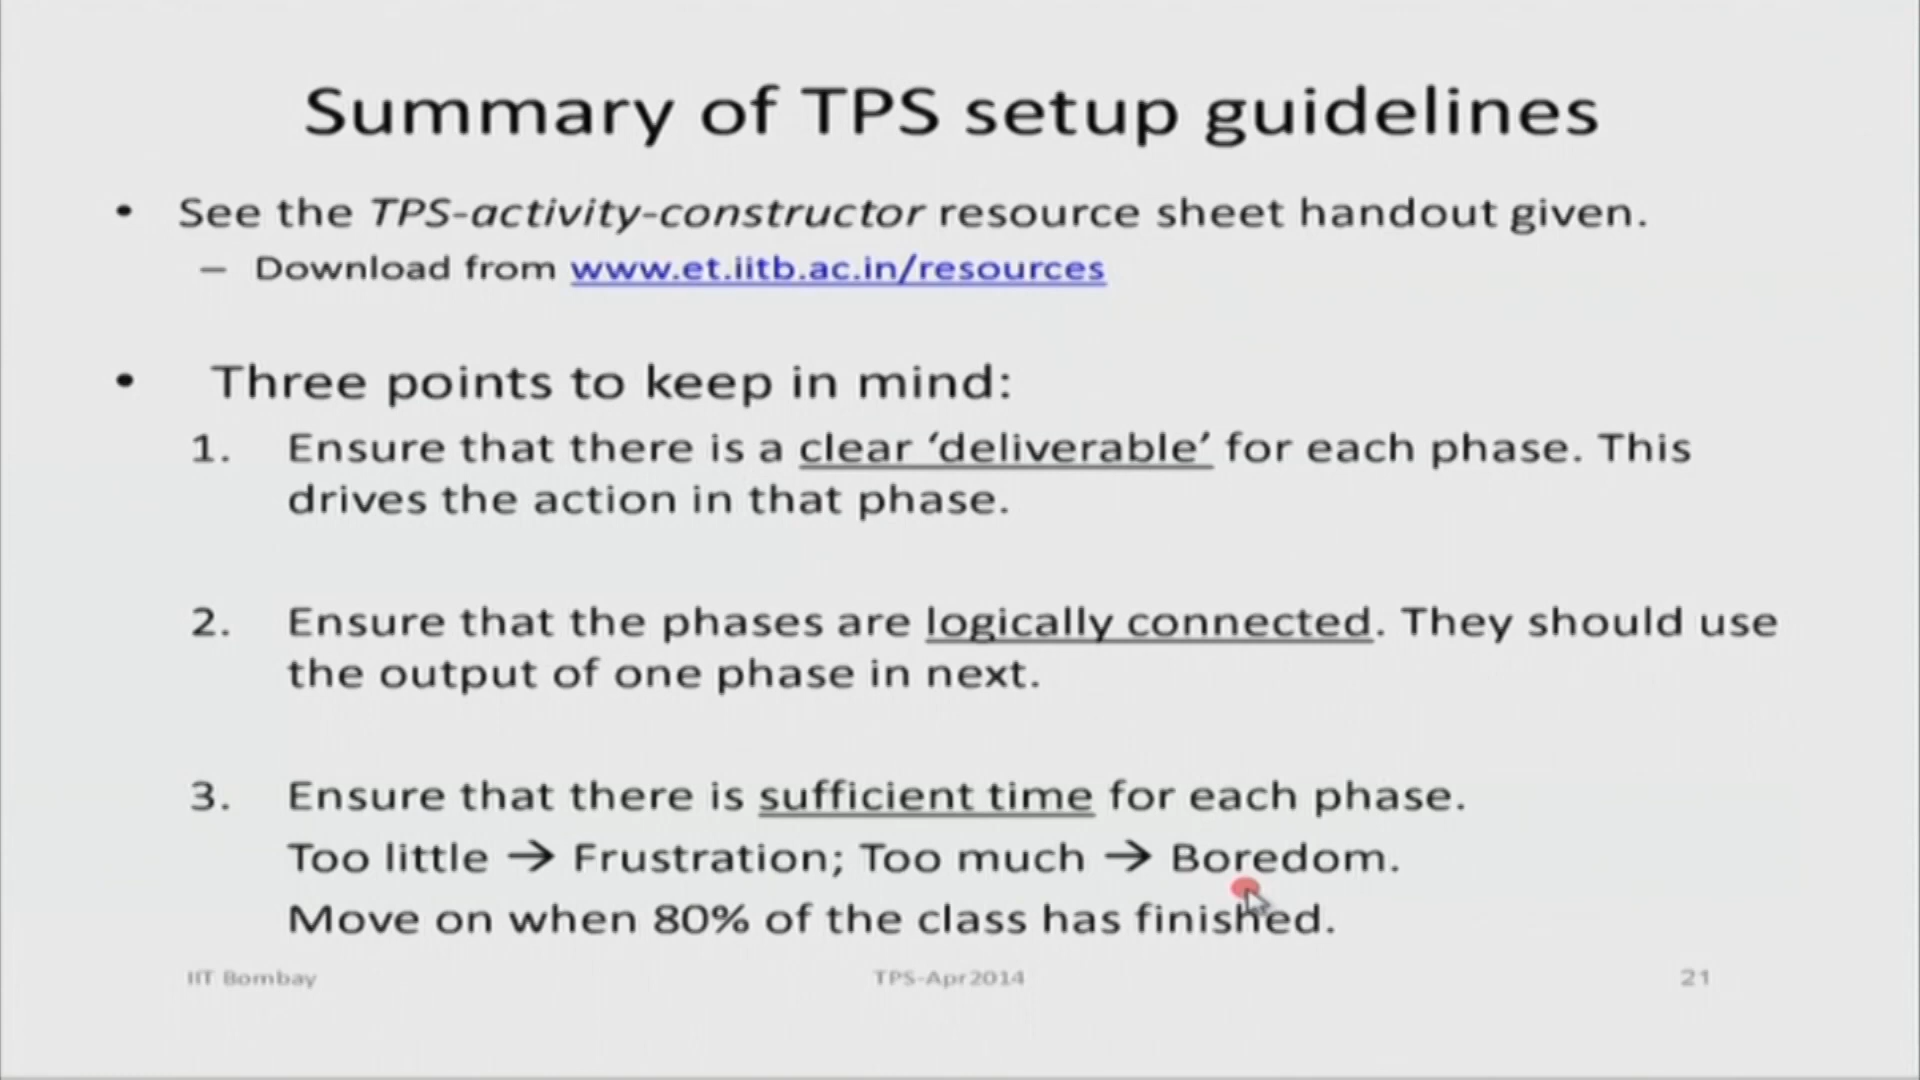 Summary of TPS setup guidelines
• See the TPS-activity-constructor resource sheet handout given.
– Download from www.et.iitb.ac.in/resources
• Three points to keep in mind:
1. Ensure that there is a clear ‘deliverable’ for each phase. This
drives the action in that phase.
2. Ensure that the phases are logically connected. They should use
the output of one phase in next.
3. Ensure that there is sufficient time for each phase.
Too little → Frustration; Too much → Boredom.
Move on when 80% of the class has finished.
IIT Bombay TPS-Apr2014 21